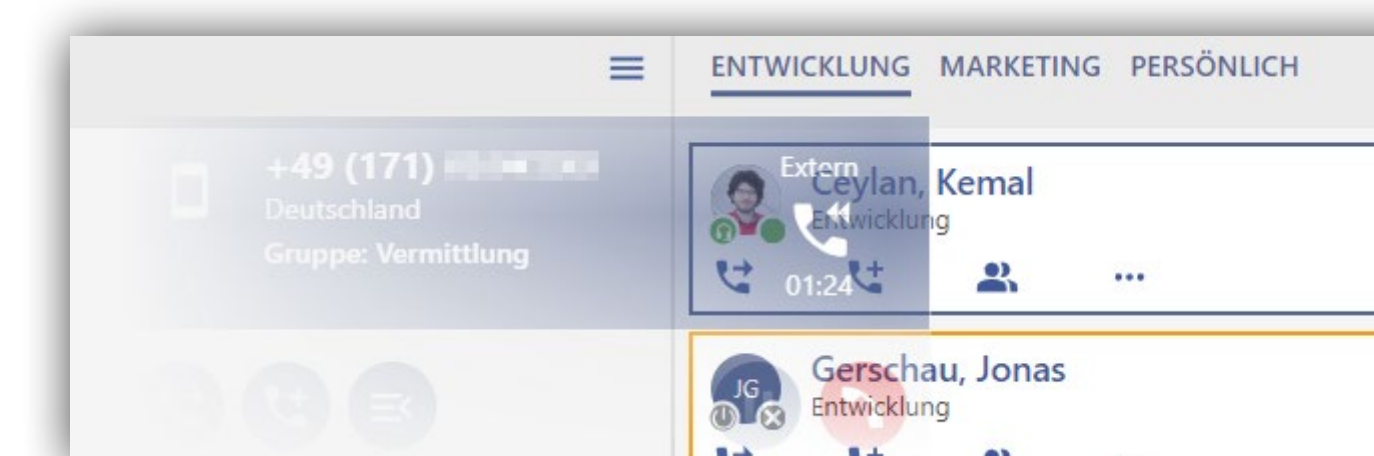 ENTWICKLUNG MARKETING PERSÖNLICH
+49 (171)
Deutschland
Gruppe: Vermittlung
Extern
01:24
Ceylan, Kemal
Entwicklung
JG
Gerschau, Jonas
Entwicklung